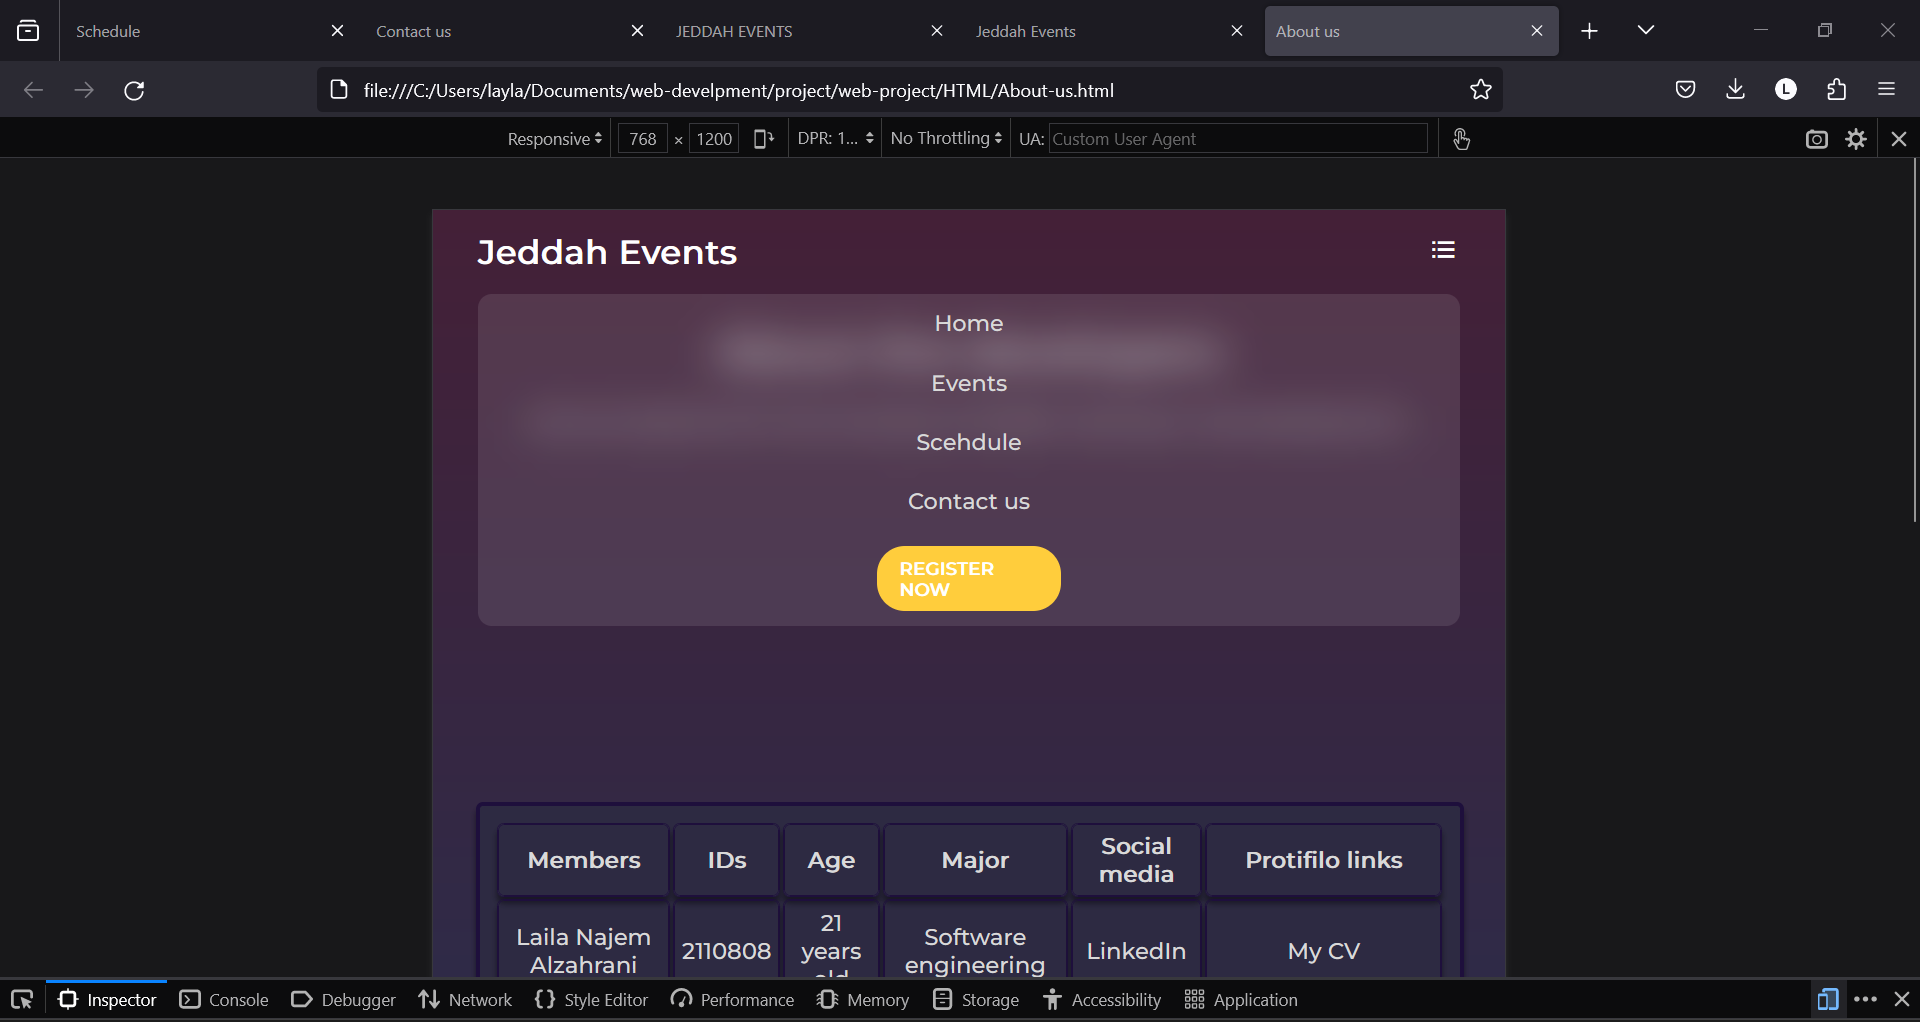 Schedule
Contact us
JEDDAH EVENTS
Jeddah Events
About us
file:///C:/Users/layla/Documents/web-develpment/project/web-project/HTML/About-us.html
L
Responsive
768 × 1200
DPR: 1...
No Throttling
UA: Custom User Agent
Jeddah Events
Home
Events
Scehdule
Contact us
REGISTER
NOW
Members
IDs
Age
Major
Social
media
Protifilo links
Laila Najem
Alzahrani
2110808
21
years
old
Software
engineering
LinkedIn
My CV
Inspector
Console
Debugger
Network
Style Editor
Performance
Memory
Storage
Accessibility
Application